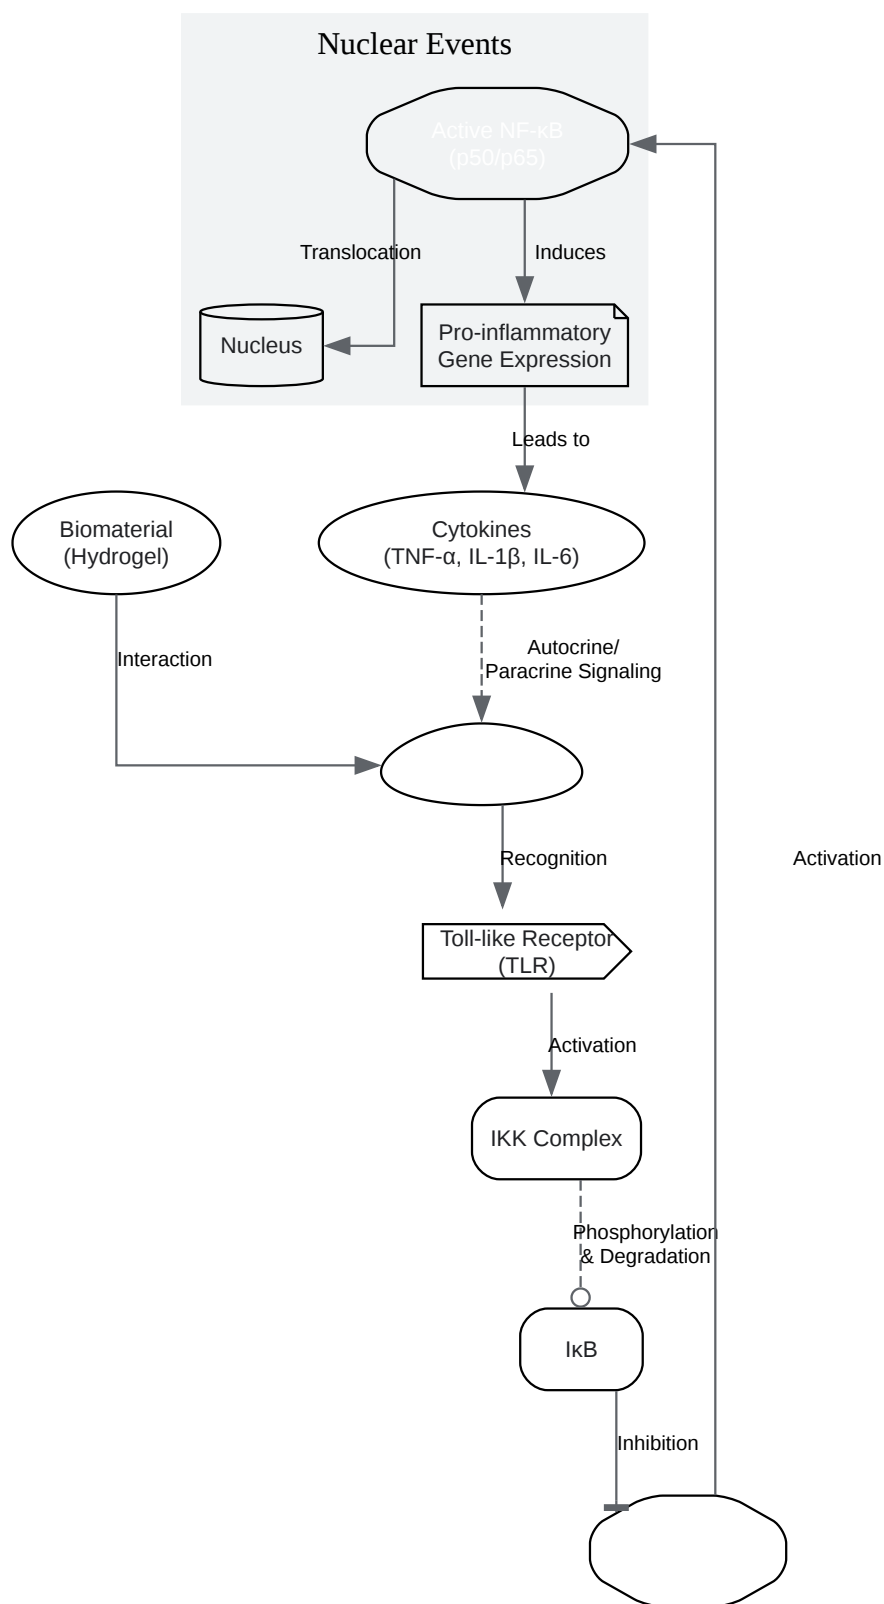 Nuclear Events
Active NF-κB
(p50/p65)
Translocation
Induces
Nucleus
Pro-inflammatory
Gene Expression
Leads to
Biomaterial
(Hydrogel)
Cytokines
(TNF-α, IL-1β, IL-6)
Interaction
Autocrine/
Paracrine Signaling
Recognition
Activation
Toll-like Receptor
(TLR)
Activation
IKK Complex
Phosphorylation
& Degradation
IκB
Inhibition